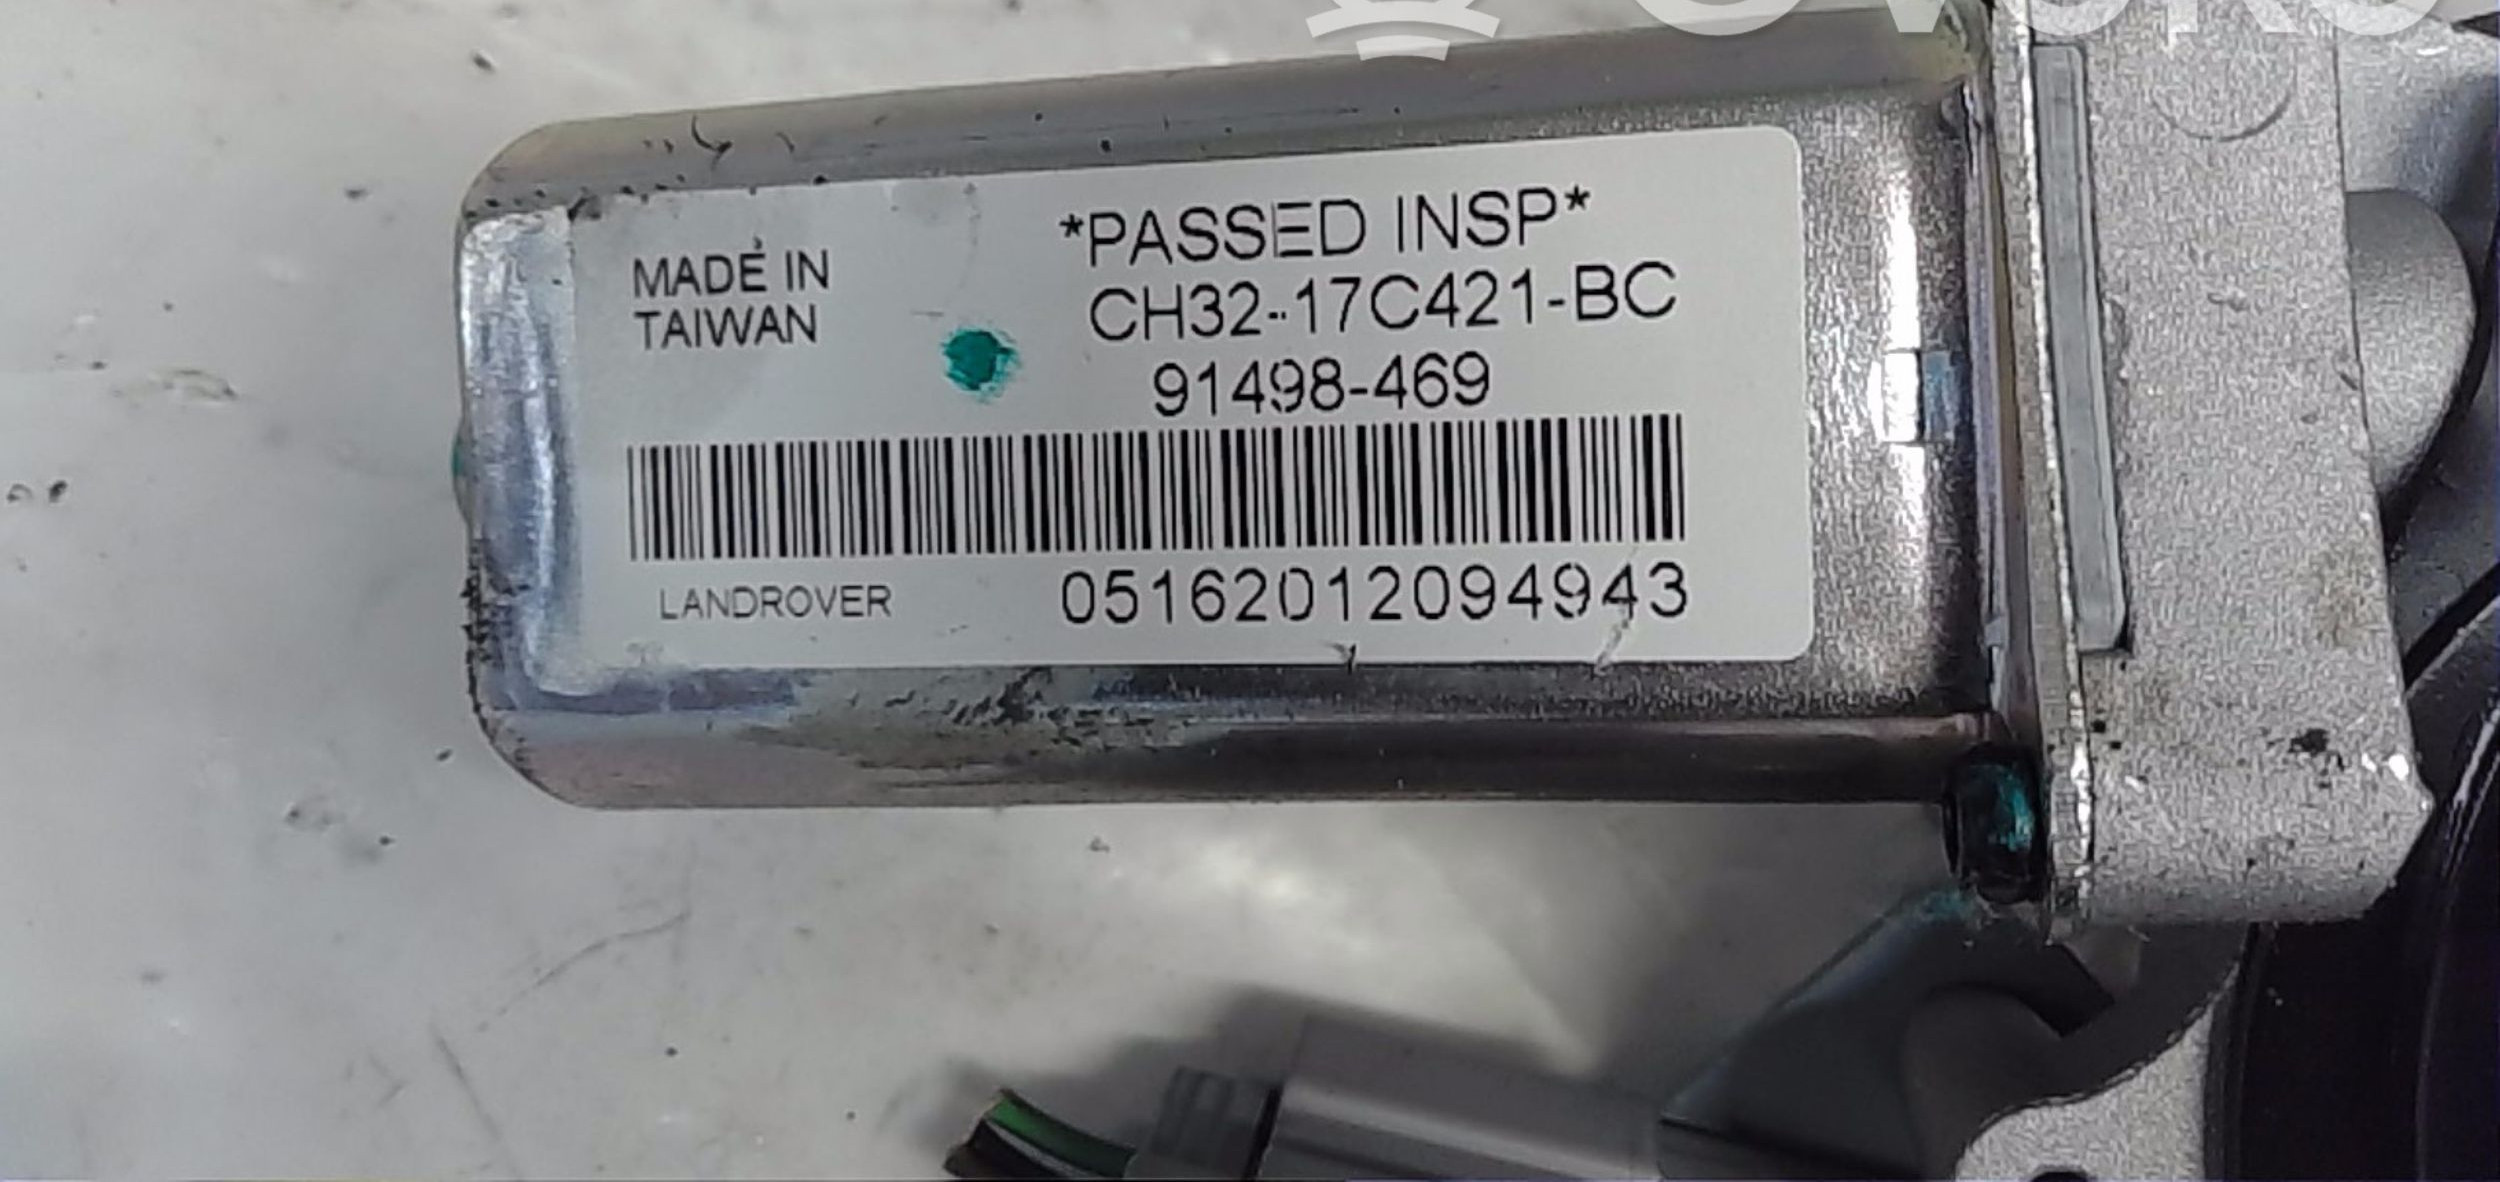 *PASSED INSP*
MADE IN
TAIWAN
CH32-17C421-BC
91498-469
LANDROVER
05162012094943